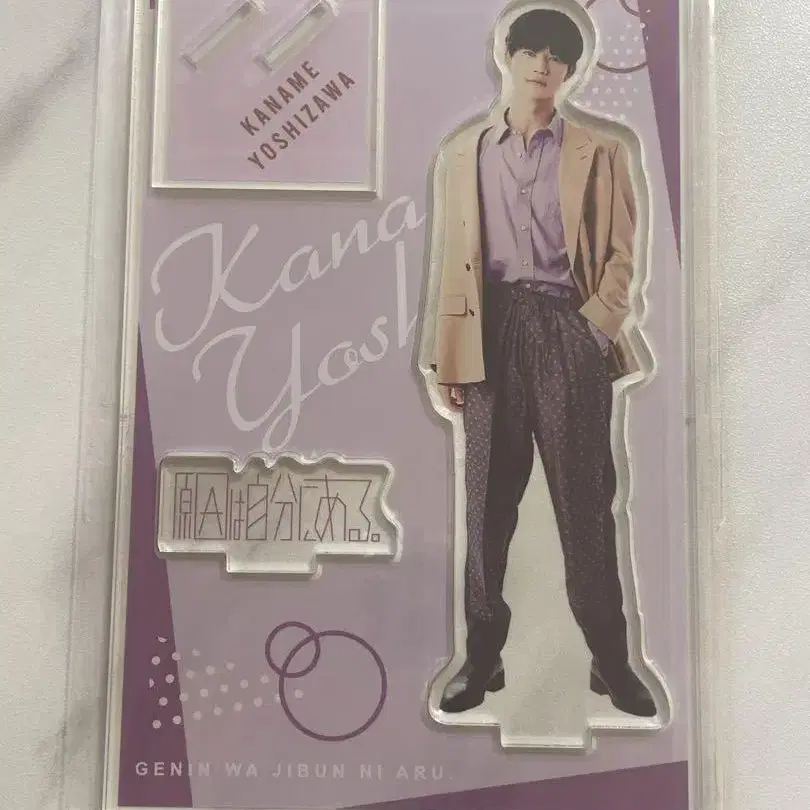 KANAME
YOSHIZAWA
Kana
Yosh
原因は自分にある。
GENIN WA JIBUN NI ARU.